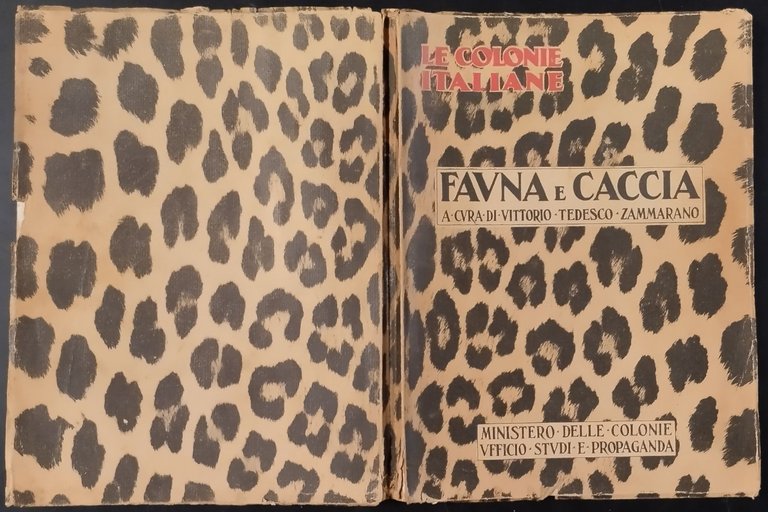 LE COLONIE
ITALIANE
FAVNA E CACCIA
A·CVRA·DI·VITTORIO·TEDESCO·ZAMMARANO
MINISTERO·DELLE·COLONIE
VFFICIO·STVDI·E·PROPAGANDA